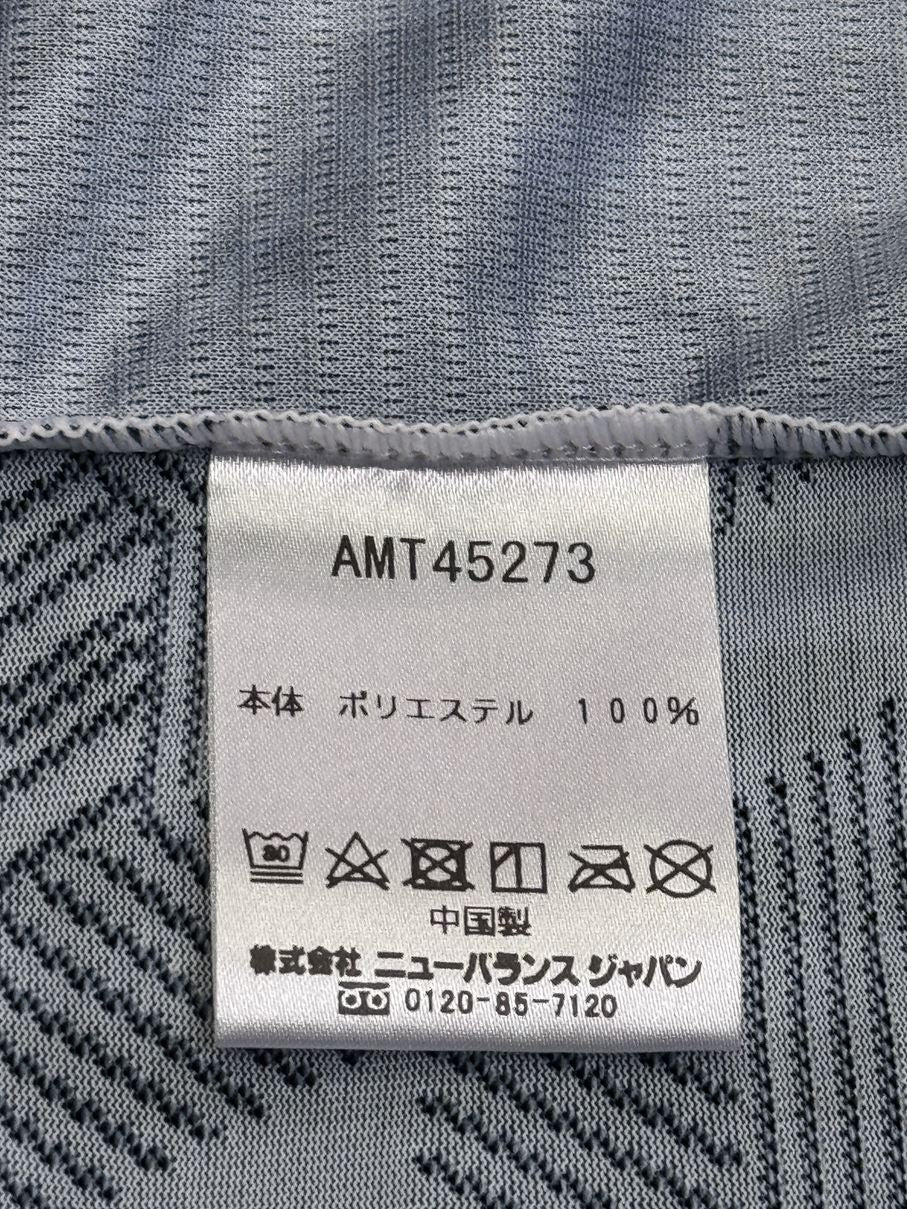 AMT45273
本体 ポリエステル 100%
30
中国製
株式会社 ニューバランス ジャパン
0120-85-7120